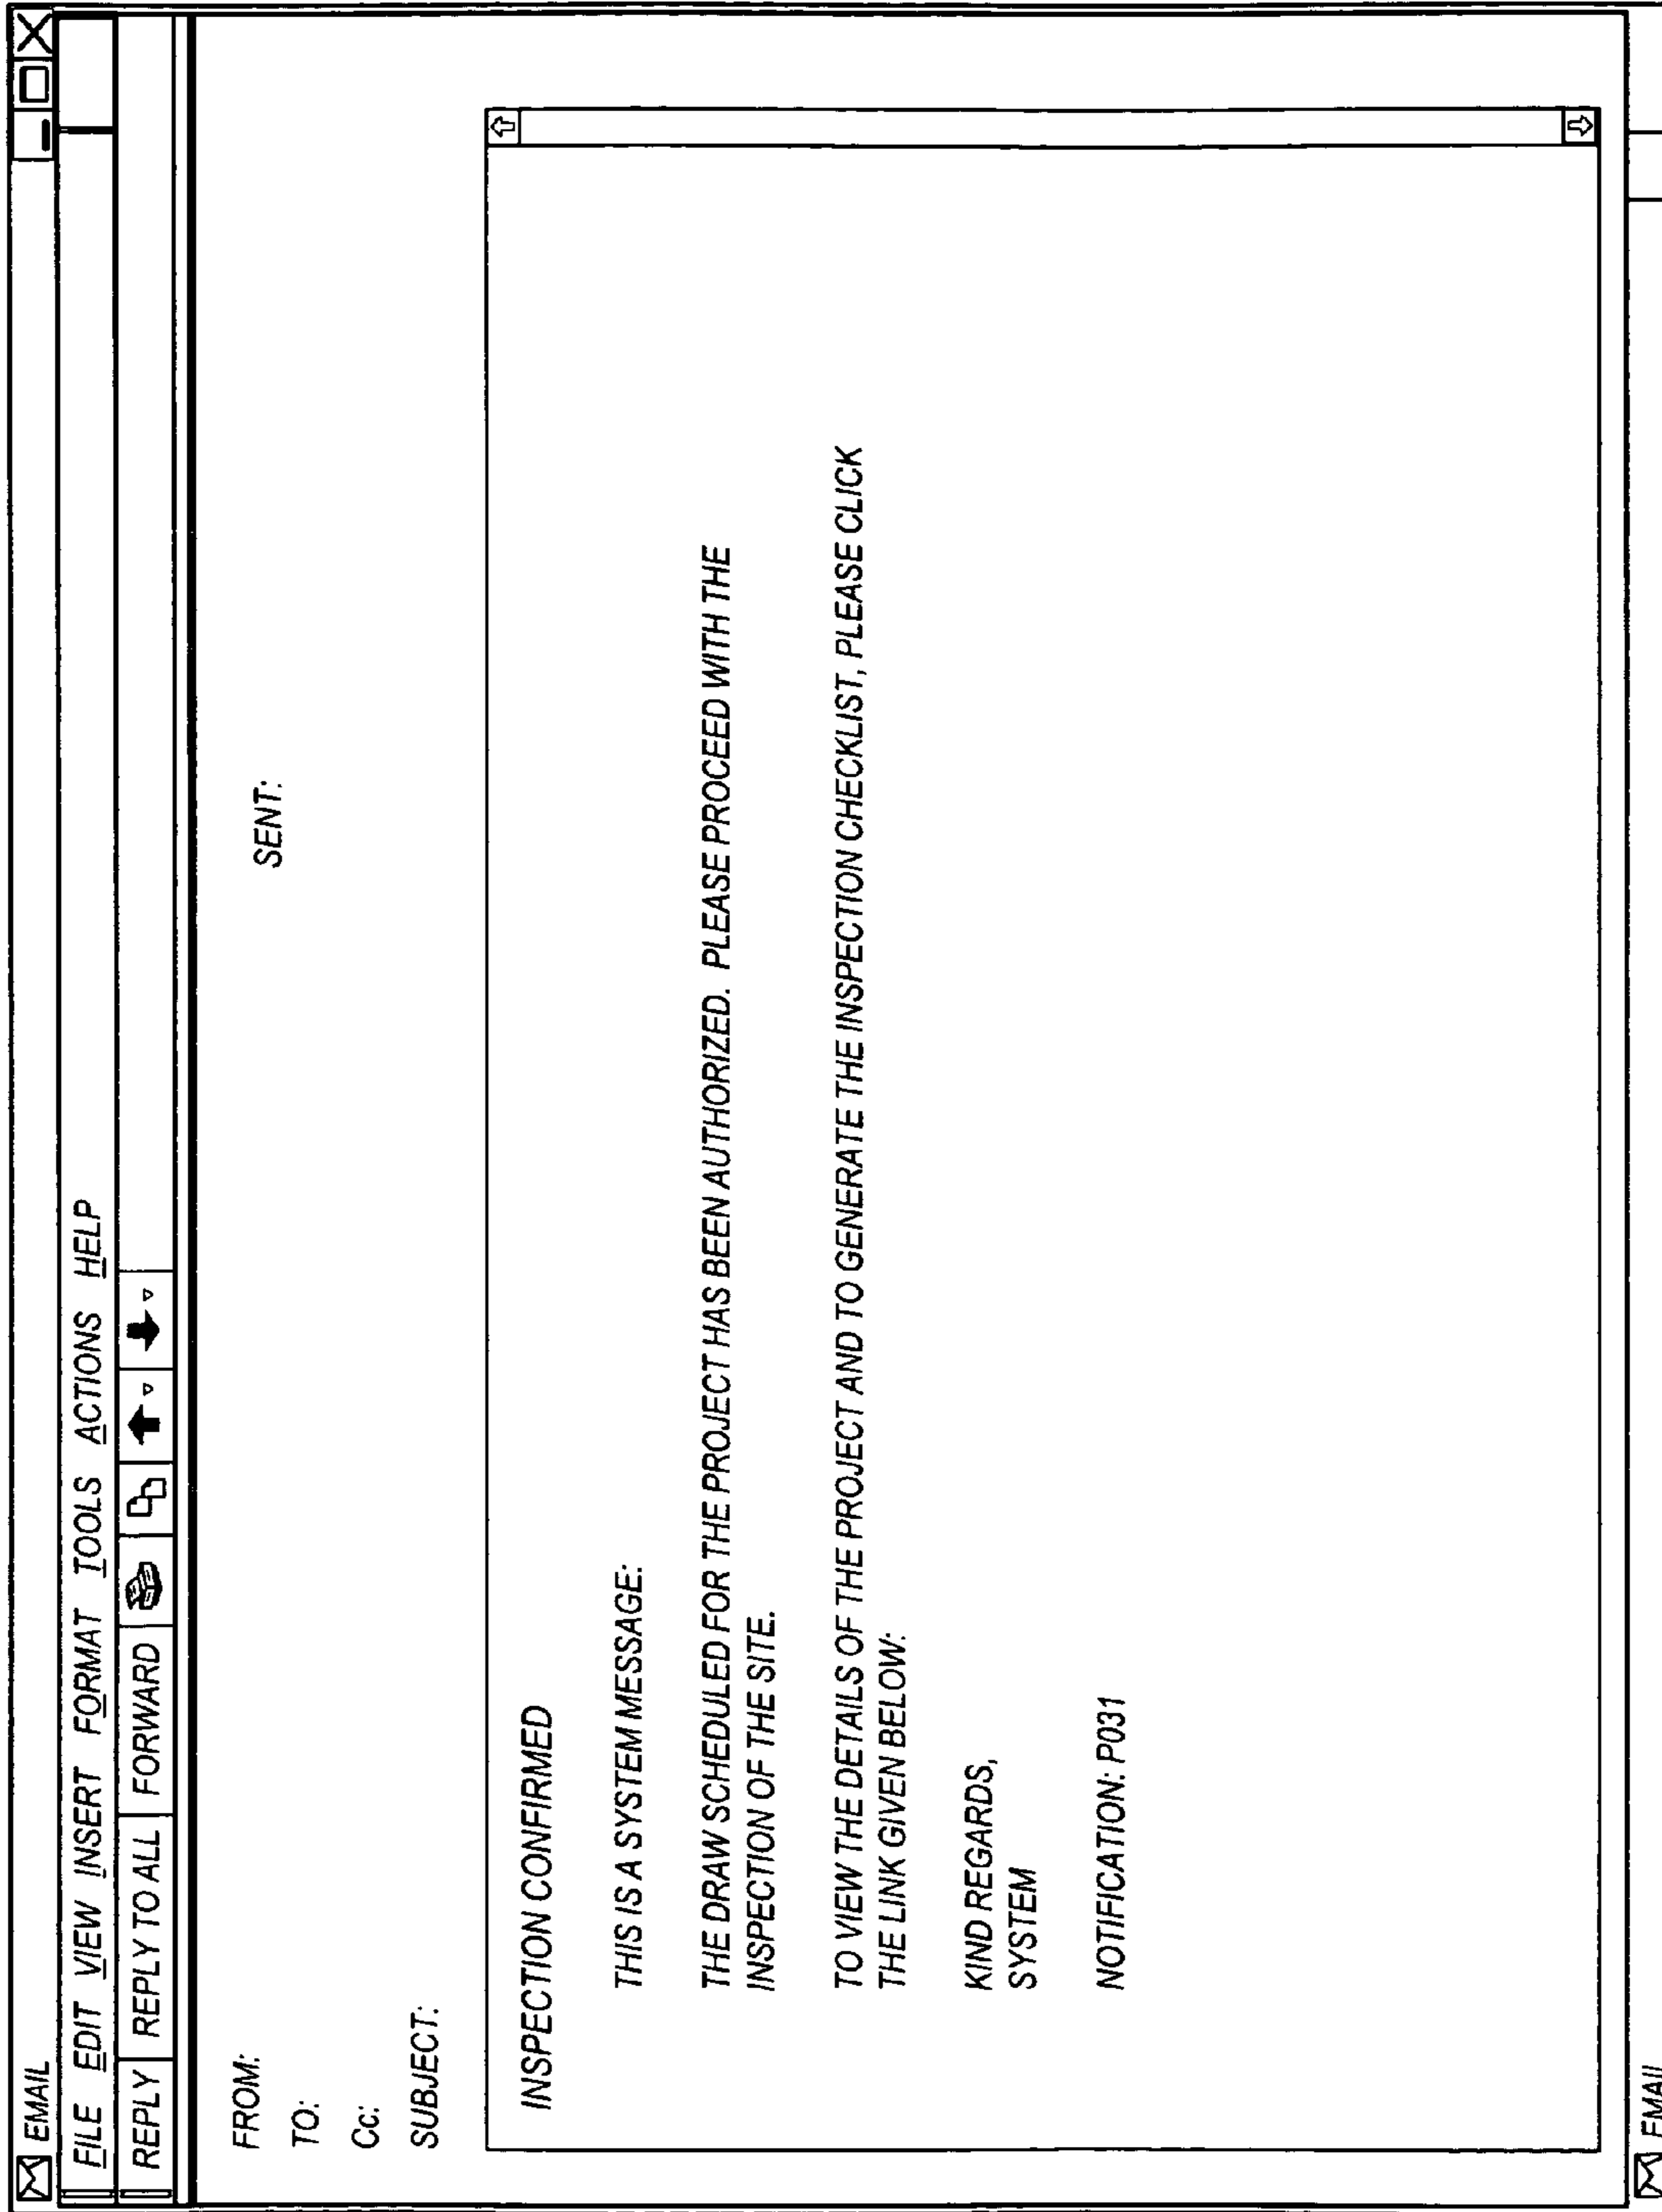 EMAIL
FILE EDIT VIEW INSERT FORMAT TOOLS ACTIONS HELP
REPLY REPLY TO ALL FORWARD
FROM:
SENT:
TO:
Cc:
SUBJECT:
INSPECTION CONFIRMED
THIS IS A SYSTEM MESSAGE:
THE DRAW SCHEDULED FOR THE PROJECT HAS BEEN AUTHORIZED. PLEASE PROCEED WITH THE
INSPECTION OF THE SITE.
TO VIEW THE DETAILS OF THE PROJECT AND TO GENERATE THE INSPECTION CHECKLIST, PLEASE CLICK
THE LINK GIVEN BELOW:
KIND REGARDS,
SYSTEM
NOTIFICATION: P031
EMAIL